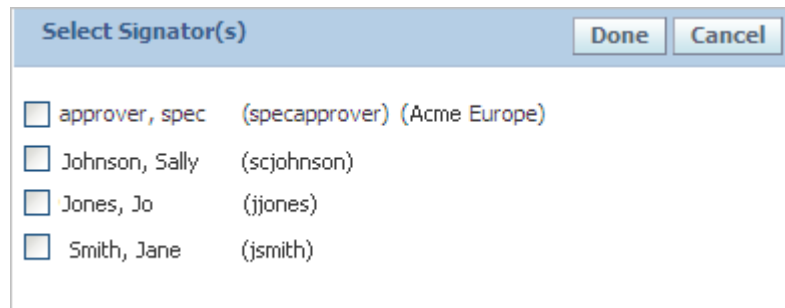 Select Signator(s) Done Cancel
approver, spec (specapprover) (Acme Europe)
Johnson, Sally (scjohnson)
Jones, Jo (jjones)
Smith, Jane (jsmith)